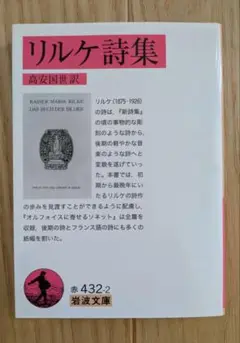 リルケ詩集
高安国世訳
RAINER MARIA RILKE
DAS BUCH DER BILDER
リルケ(1875-1926)
の詩は、『新詩集』
の頃の事物的な彫
刻のような詩から、
後期の軽やかな音
楽のような詩へと
変貌を遂げていっ
た。本書では、初
期から最晩年にい
たるリルケの詩作
の歩みを見渡すことができるように配慮し、
『オルフォイスに寄せるソネット』は全篇を
収録、後期の詩とフランス語の詩にも多くの
紙幅を割いた。
赤 432-2
岩波文庫